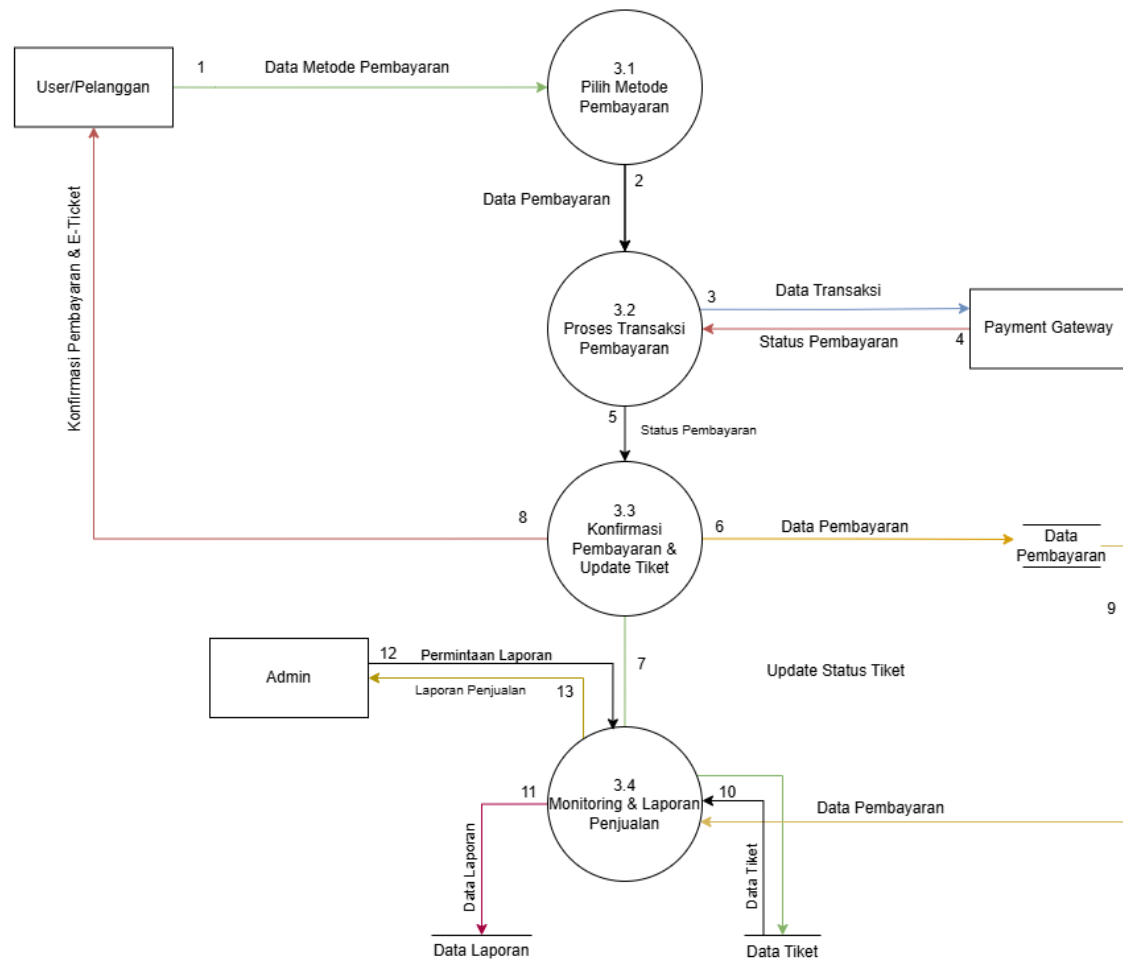 1
Data Metode Pembayaran
User/Pelanggan
3.1
Pilih Metode
Pembayaran
2
Data Pembayaran
Konfirmasi Pembayaran & E-Ticket
3.2
Proses Transaksi
Pembayaran
3
Data Transaksi
Status Pembayaran
4
Payment Gateway
5
Status Pembayaran
3.3
Konfirmasi
Pembayaran &
Update Tiket
8
6
Data Pembayaran
Data
Pembayaran
9
7
Update Status Tiket
Admin
12
Permintaan Laporan
Laporan Penjualan
13
3.4
Monitoring & Laporan
Penjualan
11
10
Data Pembayaran
Data Laporan
Data Tiket
Data Laporan
Data Tiket